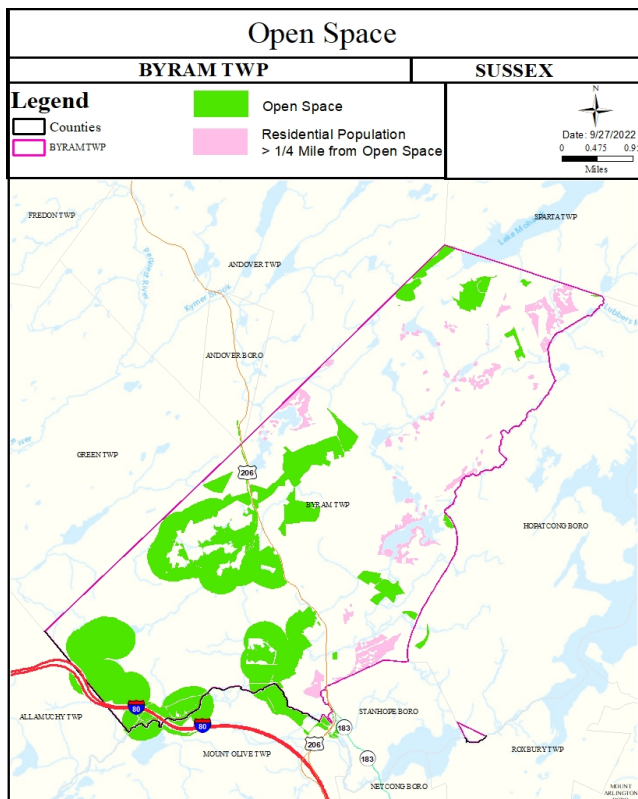 Open Space
BYRAM TWP
SUSSEX
Legend
Counties
BYRAM TWP
Open Space
Residential Population
> 1/4 Mile from Open Space
N
Date: 9/27/2022
0 0.475 0.9
Miles
FREDON TWP
SPARTA TWP
ANDOVER TWP
Kymer Brook
ANDOVER BORO
GREEN TWP
206
BYRAM TWP
HOPATCONG BORO
ALLAMUCHY TWP
80
80
STANHOPE BORO
183
206
MOUNT OLIVE TWP
183
ROXBURY TWP
NETCONG BORO
MOUNT
ARLINGTON